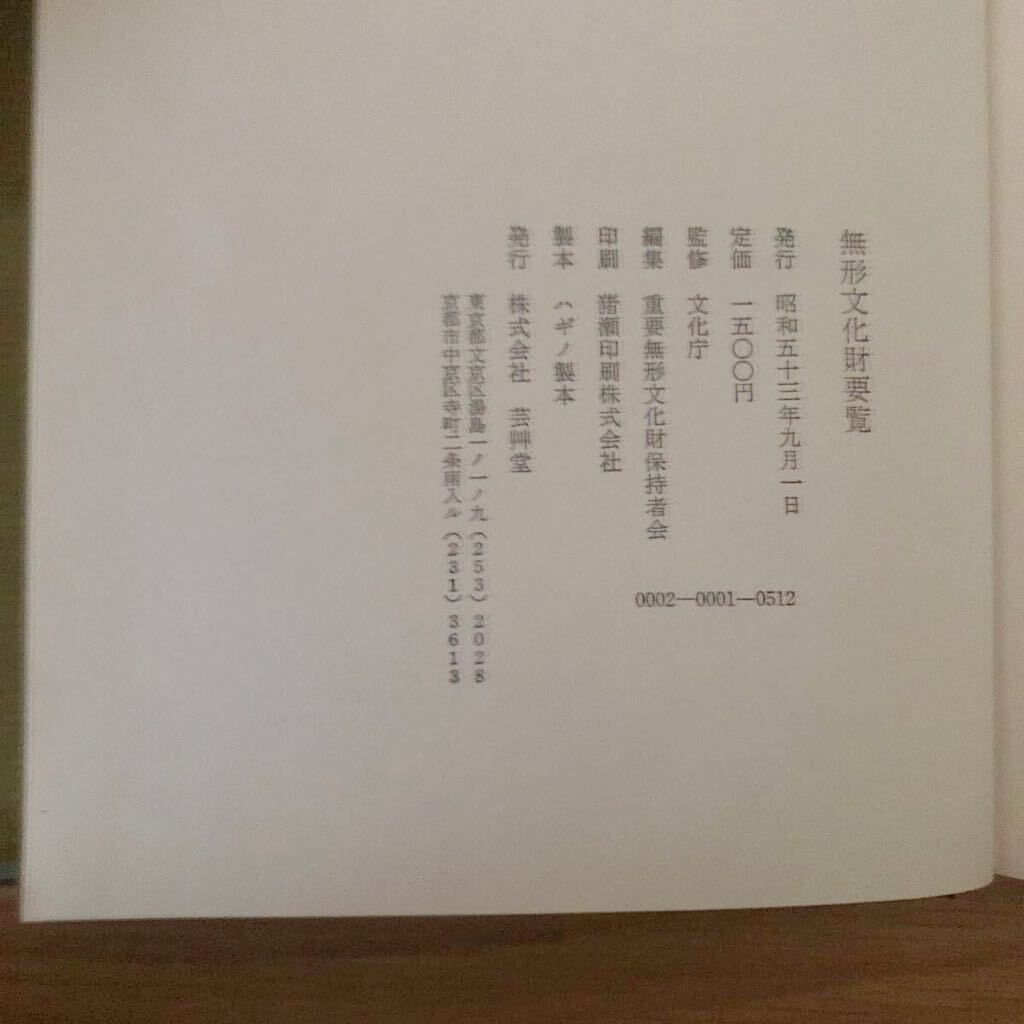 無形文化財要覧
発行 昭和五十三年九月一日
定価 一五〇〇円
監修 文化庁
編集 重要無形文化財保持者会
印刷 猪瀬印刷株式会社
製本 ハギノ製本
発行 株式会社 芸艸堂
東京都文京区湯島一ノ一ノ九(253)2028
京都市中京区寺町二条南入ル(231)3613
0002―0001―0512